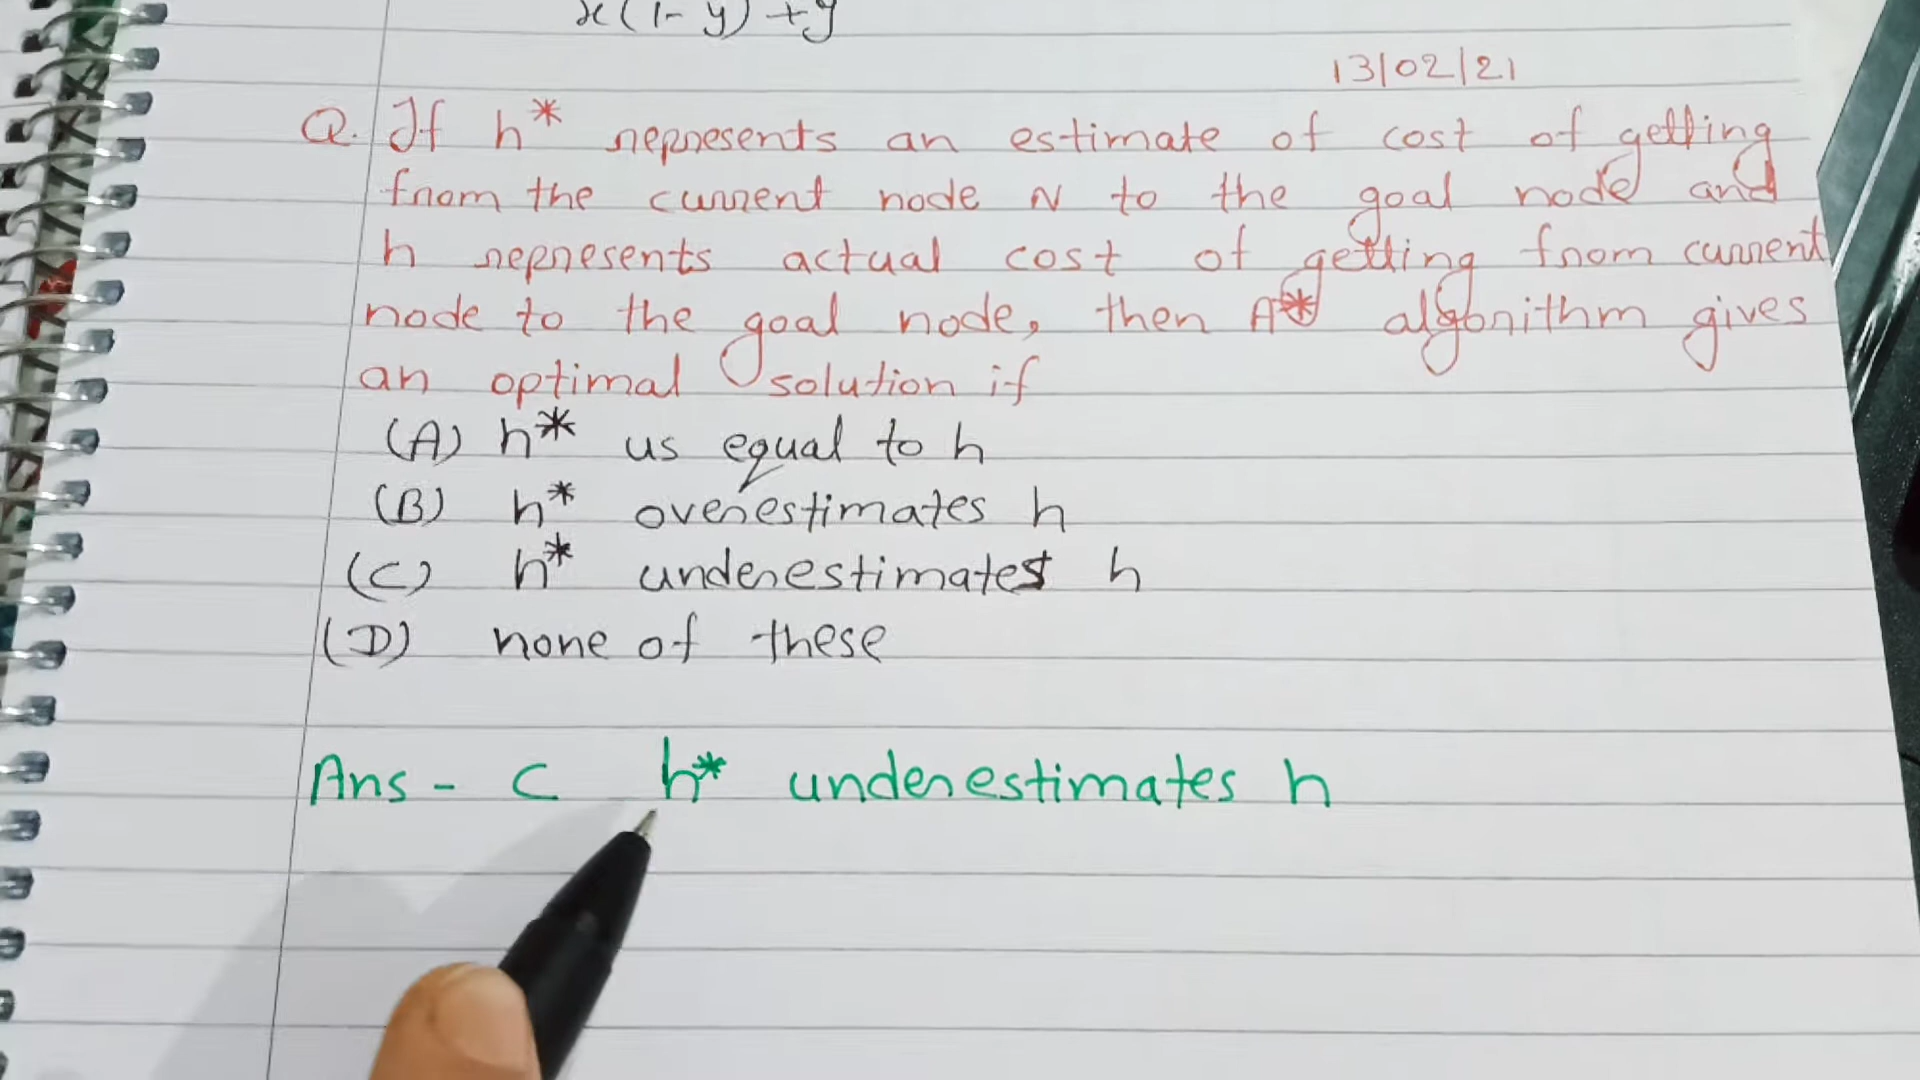 x(1-y)+y
13/02/21
Q. If h* represents an estimate of cost of getting
from the current node N to the goal node and
h represents actual cost of getting from current
node to the goal node, then A* algorithm gives
an optimal solution if
(A) h* us equal to h
(B) h* overestimates h
(C) h* underestimates h
(D) none of these
Ans - C h* underestimates h